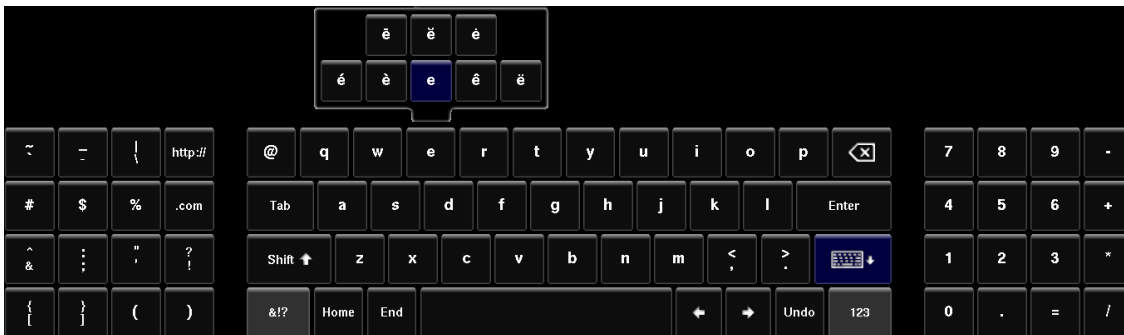 ē ĕ ė
é è e ê ë
~ ` _ - | \ http:// @ q w e r t y u i o p 7 8 9 -
# $ % .com Tab a s d f g h j k l Enter 4 5 6 +
^ & : ; " ' ? ! Shift z x c v b n m < , > . 1 2 3 *
{ [ } ] ( ) &!? Home End Undo 123 0 . = /